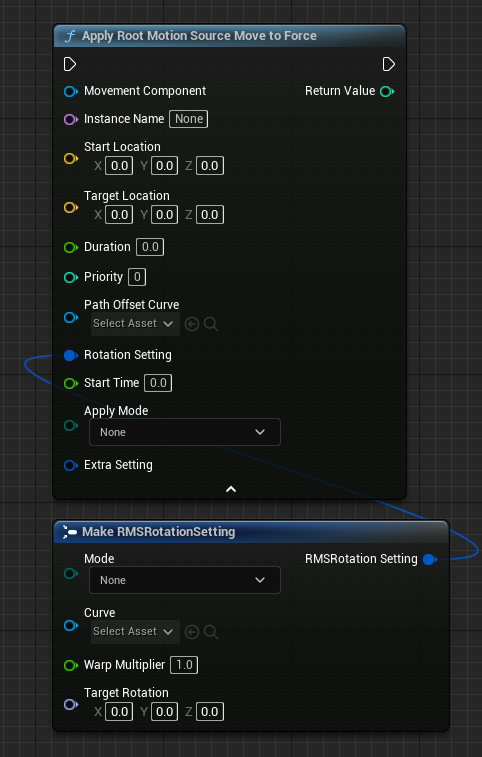 Apply Root Motion Source Move to Force
Movement Component
Return Value
Instance Name None
Start Location
X 0.0 Y 0.0 Z 0.0
Target Location
X 0.0 Y 0.0 Z 0.0
Duration 0.0
Priority 0
Path Offset Curve
Select Asset
Rotation Setting
Start Time 0.0
Apply Mode
None
Extra Setting
Make RMSRotationSetting
Mode
RMSRotation Setting
None
Curve
Select Asset
Warp Multiplier 1.0
Target Rotation
X 0.0 Y 0.0 Z 0.0